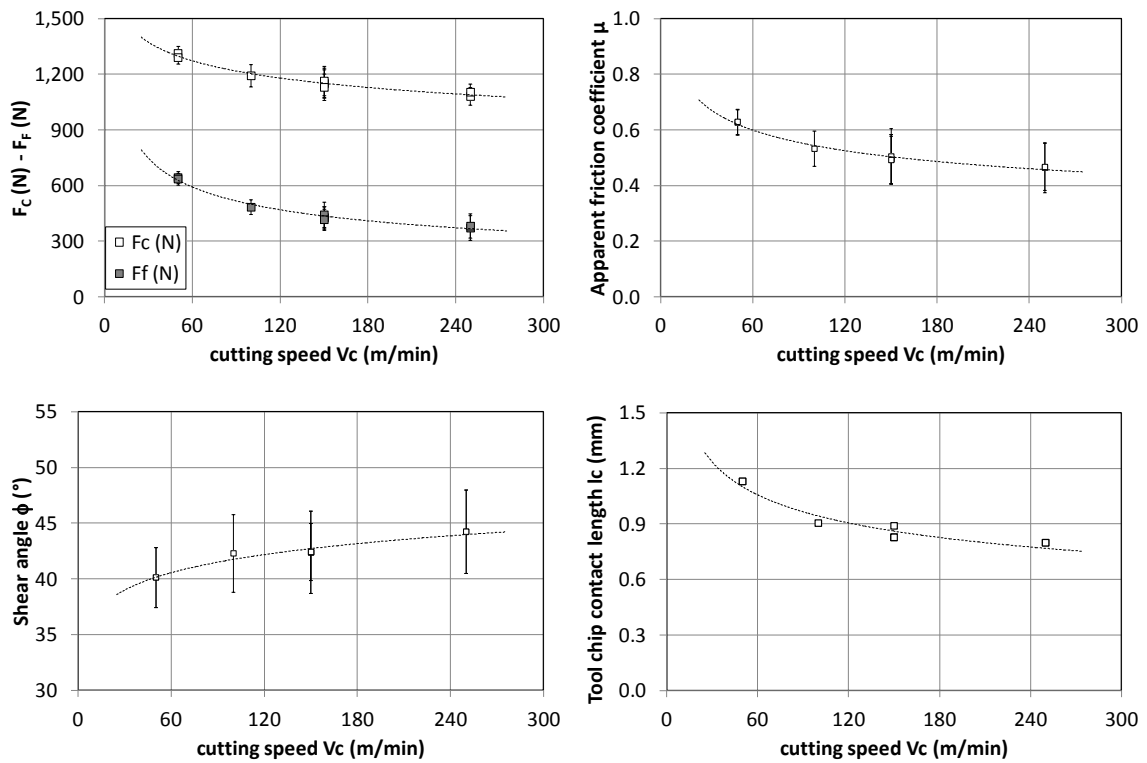 F_C (N) - F_F (N)
1,500
1,200
900
600
300
0
Fc (N)
Ff (N)
0 60 120 180 240 300
cutting speed Vc (m/min)
Apparent friction coefficient μ
1.0
0.8
0.6
0.4
0.2
0.0
0 60 120 180 240 300
cutting speed Vc (m/min)
Shear angle ϕ (°)
55
50
45
40
35
30
0 60 120 180 240 300
cutting speed Vc (m/min)
Tool chip contact length lc (mm)
1.5
1.2
0.9
0.6
0.3
0.0
0 60 120 180 240 300
cutting speed Vc (m/min)